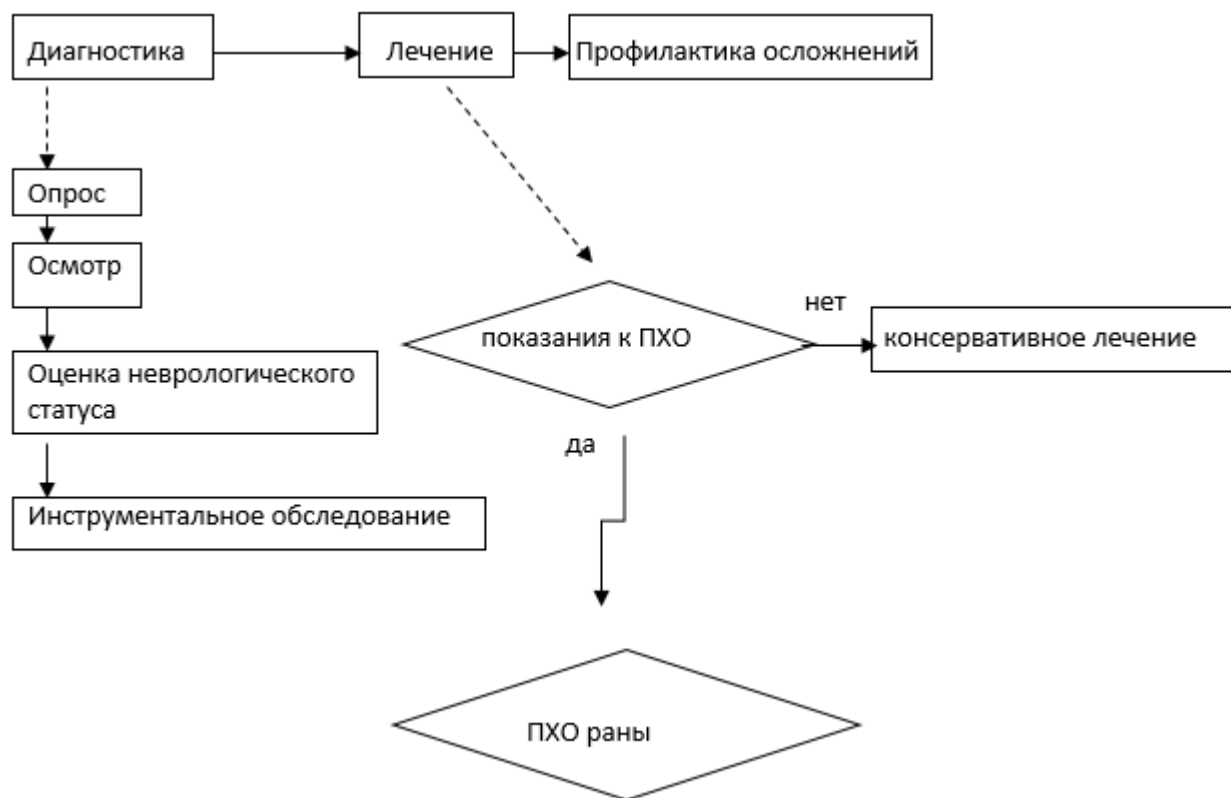 Диагностика
Лечение
Профилактика осложнений
Опрос
Осмотр
показания к ПХО
нет
консервативное лечение
Оценка неврологического
статуса
да
Инструментальное обследование
ПХО раны